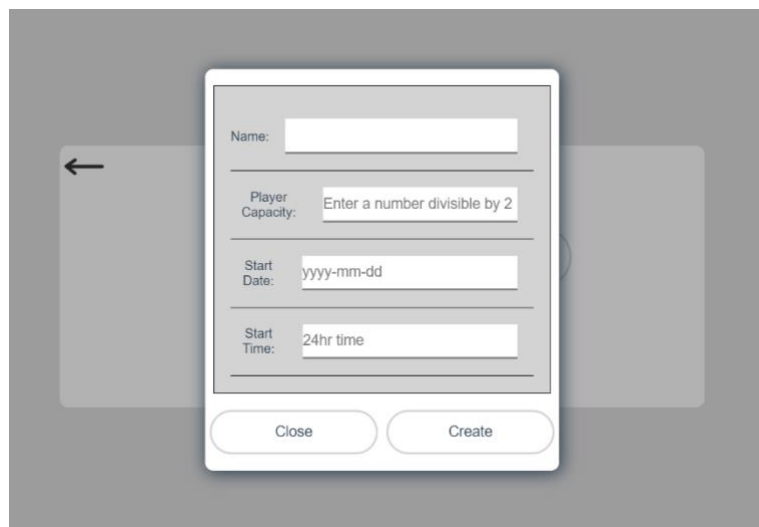 Name:
Player
Capacity:
Enter a number divisible by 2
Start
Date:
yyyy-mm-dd
Start
Time:
24hr time
Close
Create